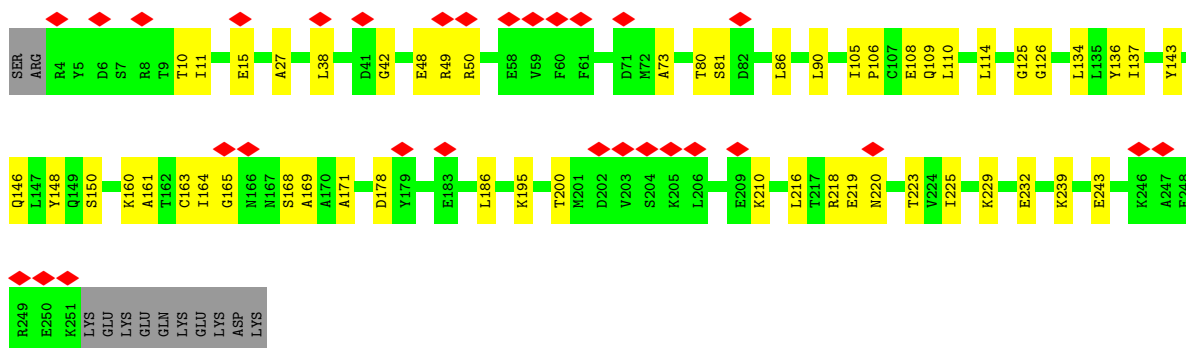 SER ARG R4 Y5 D6 S7 R8 T9 T10 I11 E15 A27 L38 D41 G42 E48 R49 R50 E58 V59 F60 F61 D71 M72 A73 T80 S81 D82 L86 L90 I105 P106 C107 E108 Q109 L110 L114 G125 G126 L134 L135 Y136 I137 Y143
Q146 L147 Y148 Q149 S150 K160 A161 T162 C163 I164 G165 N166 N167 S168 A169 A170 A171 D178 Y179 E183 L186 K195 T200 M201 D202 V203 S204 K205 L206 E209 K210 L216 T217 R218 E219 N220 T223 V224 I225 K229 E232 K239 E243 K246 A247 E248
R249 E250 K251 LYS GLU LYS GLU GLN LYS GLU LYS ASP LYS